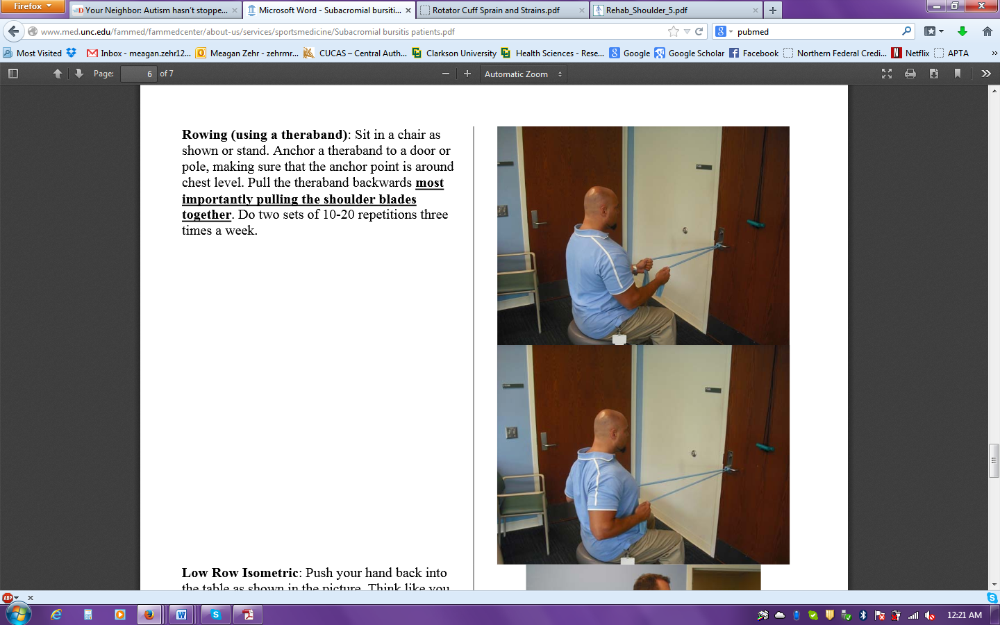 Firefox
Your Neighbor: Autism hasn't stoppe...
Microsoft Word - Subacromial bursiti...
Rotator Cuff Sprain and Strains.pdf
Rehab_Shoulder_5.pdf
www.med.unc.edu/fammed/fammedcenter/about-us/services/sportsmedicine/Subacromial bursitis patients.pdf
pubmed
Most Visited
Inbox - meagan.zehr12...
Meagan Zehr - zehrmr...
CUCAS – Central Auth...
Clarkson University
Health Sciences - Rese...
Google
Google Scholar
Facebook
Northern Federal Credi...
Netflix
APTA
Page: 6 of 7
Automatic Zoom
Rowing (using a theraband): Sit in a chair as
shown or stand. Anchor a theraband to a door or
pole, making sure that the anchor point is around
chest level. Pull the theraband backwards most
importantly pulling the shoulder blades
together. Do two sets of 10-20 repetitions three
times a week.
Low Row Isometric: Push your hand back into
the table as shown in the picture. Think like you
ABP
12:21 AM